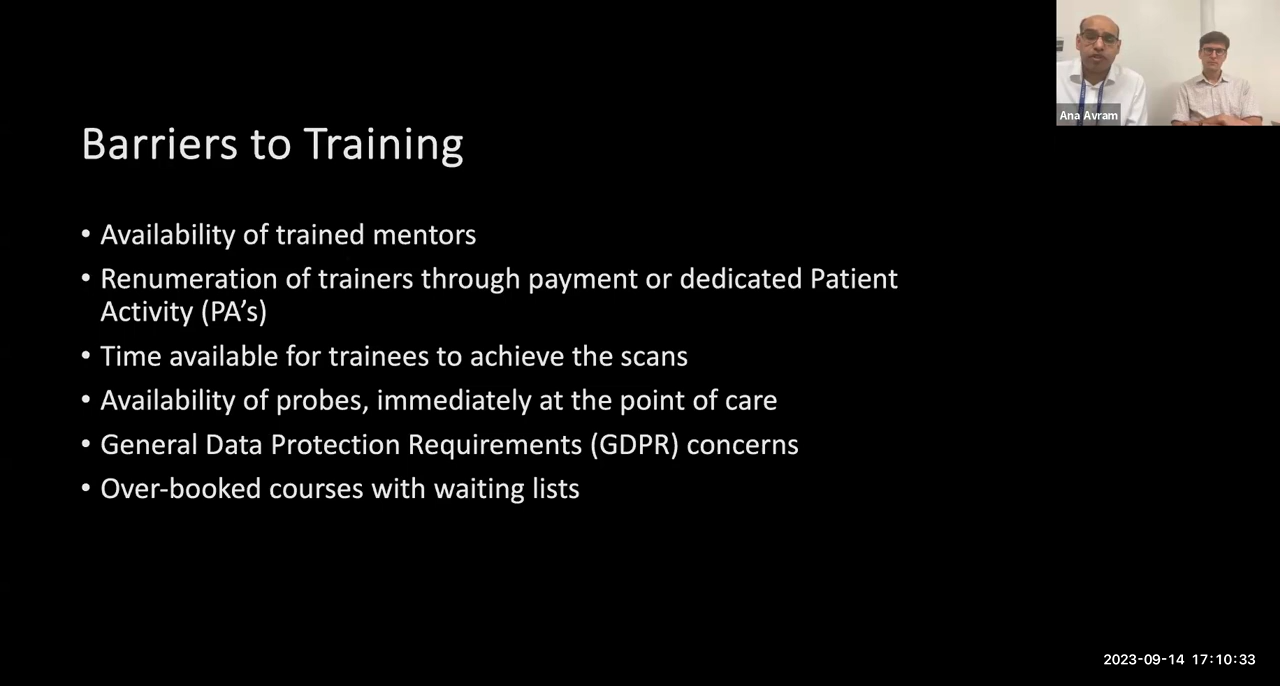 Ana Avram
Barriers to Training
• Availability of trained mentors
• Renumeration of trainers through payment or dedicated Patient
Activity (PA’s)
• Time available for trainees to achieve the scans
• Availability of probes, immediately at the point of care
• General Data Protection Requirements (GDPR) concerns
• Over-booked courses with waiting lists
2023-09-14 17:10:33